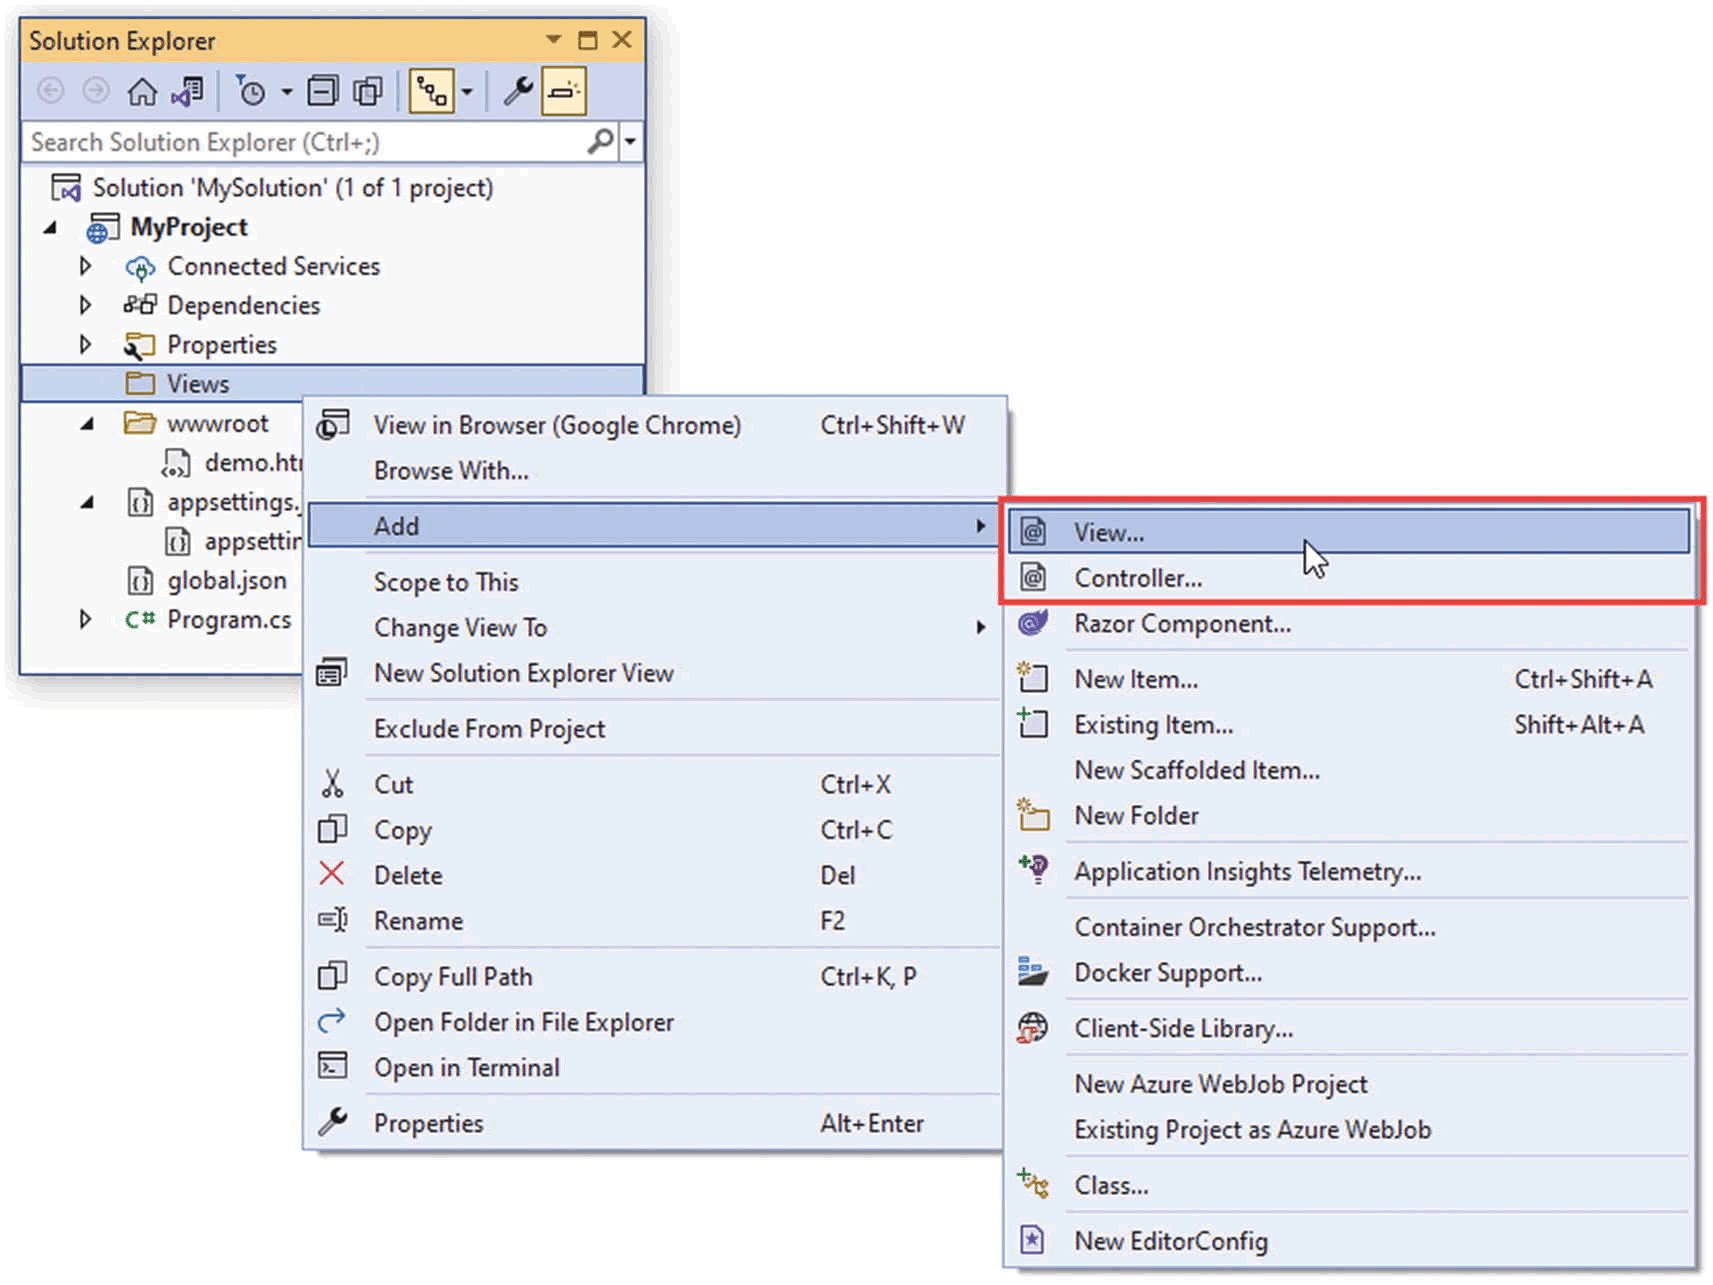 Solution Explorer
Search Solution Explorer (Ctrl+;)
Solution 'MySolution' (1 of 1 project)
MyProject
Connected Services
Dependencies
Properties
Views
wwwroot
demo.htr
appsettings.
appsettin
global.json
C# Program.cs
View in Browser (Google Chrome) Ctrl+Shift+W
Browse With...
Add
Scope to This
Change View To
New Solution Explorer View
Exclude From Project
Cut Ctrl+X
Copy Ctrl+C
Delete Del
Rename F2
Copy Full Path Ctrl+K, P
Open Folder in File Explorer
Open in Terminal
Properties Alt+Enter
View...
Controller...
Razor Component...
New Item... Ctrl+Shift+A
Existing Item... Shift+Alt+A
New Scaffolded Item...
New Folder
Application Insights Telemetry...
Container Orchestrator Support...
Docker Support...
Client-Side Library...
New Azure WebJob Project
Existing Project as Azure WebJob
Class...
New EditorConfig